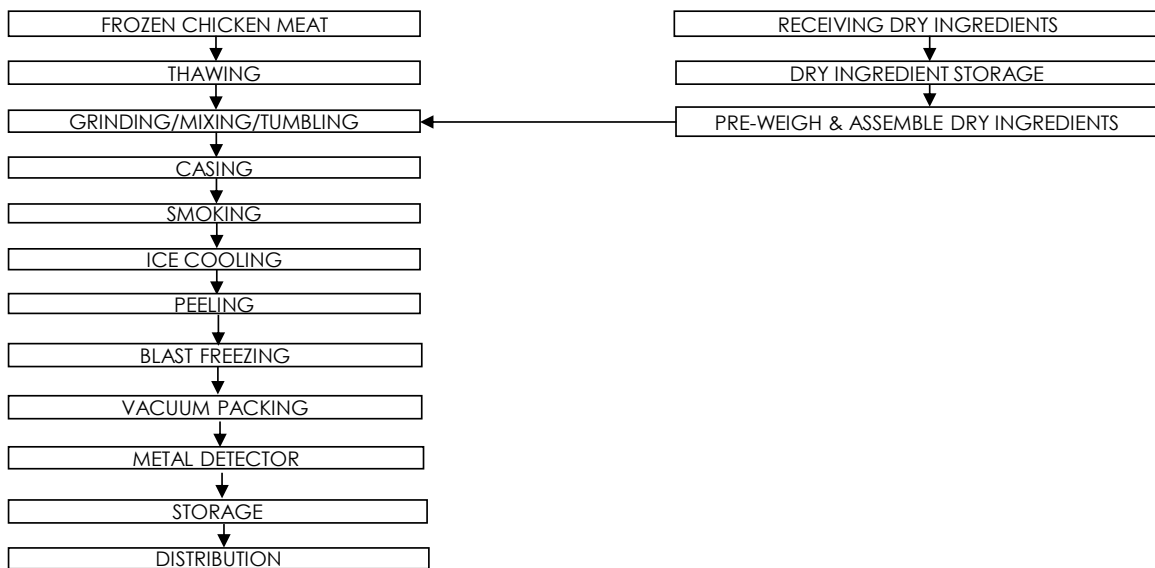 FROZEN CHICKEN MEAT
THAWING
GRINDING/MIXING/TUMBLING
CASING
SMOKING
ICE COOLING
PEELING
BLAST FREEZING
VACUUM PACKING
METAL DETECTOR
STORAGE
DISTRIBUTION
RECEIVING DRY INGREDIENTS
DRY INGREDIENT STORAGE
PRE-WEIGH & ASSEMBLE DRY INGREDIENTS